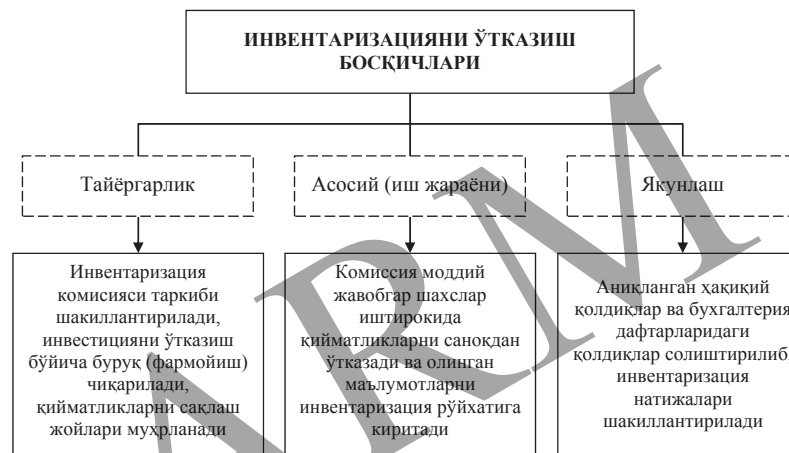 ИНВЕНТАРИЗАЦИЯНИ ЎТКАЗИШ
БОСҚИЧЛАРИ
Тайёргарлик
Асосий (иш жараёни)
Якунлаш
Инвентаризация
комисияси таркиби
шакиллантирилади,
инвестицияни ўтказиш
бўйича буруқ (фармойиш)
чиқарилади,
қийматликларни сақлаш
жойлари муҳрланади
Комиссия моддий
жавобгар шахслар
иштирокида
қийматликларни саноқдан
ўтказади ва олинган
маълумотларни
инвентаризация рўйхатига
киритади
Аниқланган ҳақиқий
қолдиқлар ва бухгалтерия
дафтарларидаги
қолдиқлар солиштирилиб
инвентаризация
натижалари
шакиллантирилади
ARM